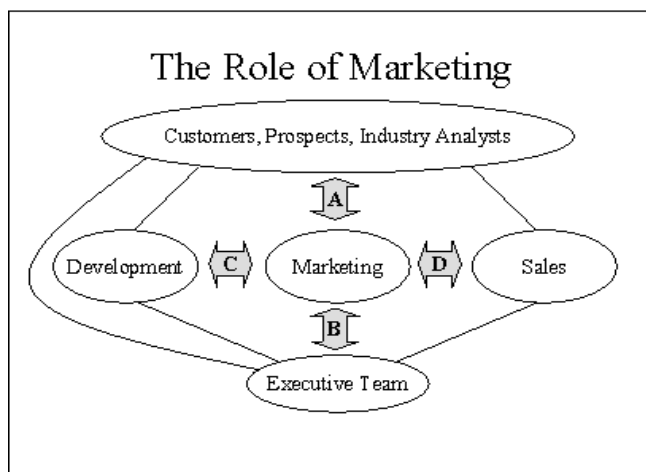 The Role of Marketing
Customers, Prospects, Industry Analysts
A
Development
C
Marketing
D
Sales
B
Executive Team